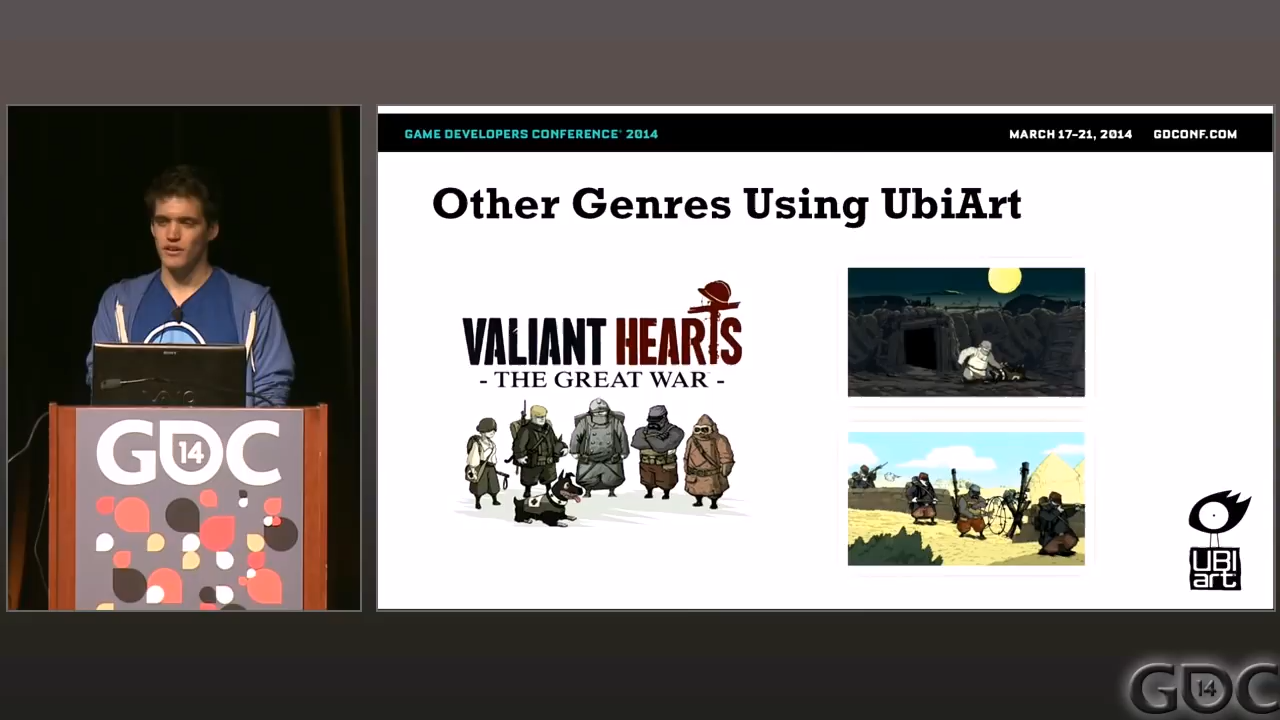 GAME DEVELOPERS CONFERENCE® 2014
MARCH 17–21, 2014 GDCONF.COM
Other Genres Using UbiArt
VALIANT HEARTS
- THE GREAT WAR -
UBI
art
SONY
GDC
14
GDC
14